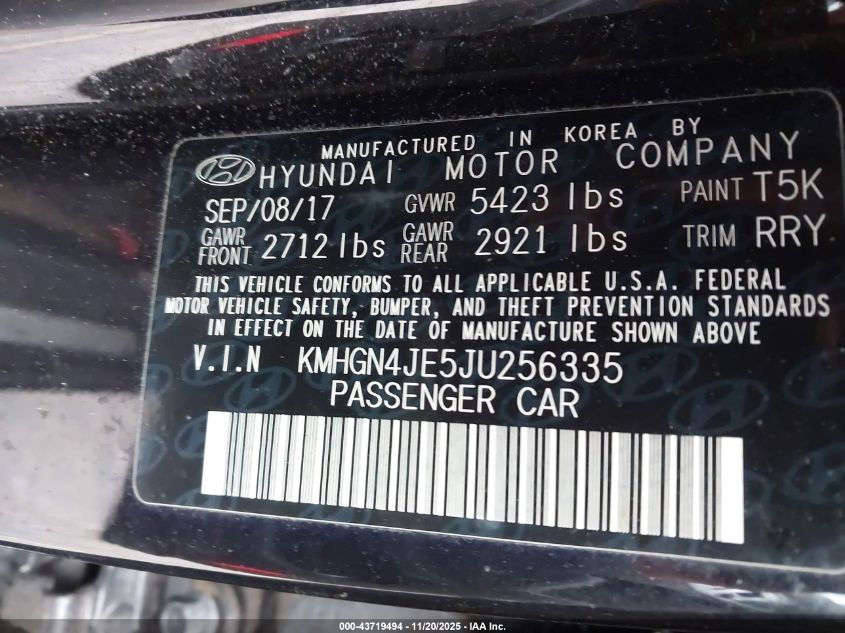 MANUFACTURED IN KOREA BY
HYUNDAI MOTOR COMPANY
SEP/08/17 GVWR 5423 lbs PAINT T5K
GAWR FRONT 2712 lbs GAWR REAR 2921 lbs TRIM RRY
THIS VEHICLE CONFORMS TO ALL APPLICABLE U.S.A. FEDERAL
MOTOR VEHICLE SAFETY, BUMPER, AND THEFT PREVENTION STANDARDS
IN EFFECT ON THE DATE OF MANUFACTURE SHOWN ABOVE
V.I.N KMHGN4JE5JU256335
PASSENGER CAR
000-43719494 | 11/20/2025 - IAA Inc.